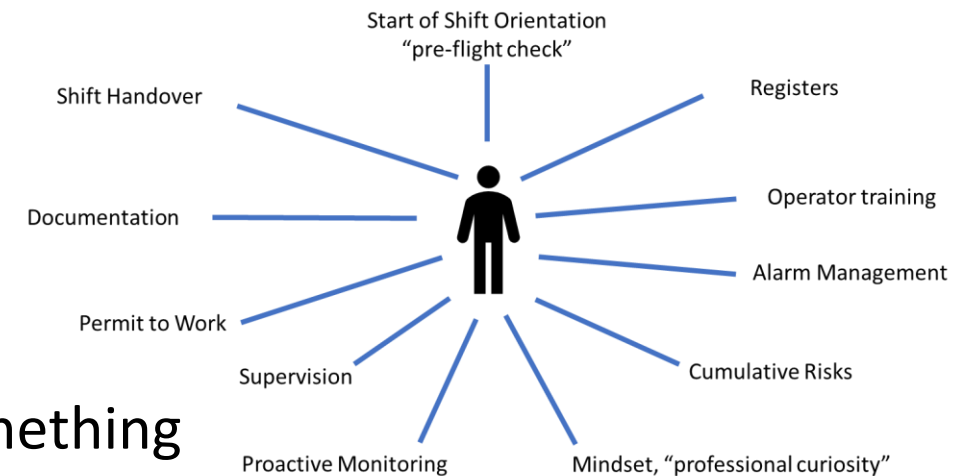 Start of Shift Orientation
“pre-flight check”
Shift Handover
Registers
Operator training
Documentation
Alarm Management
Permit to Work
Cumulative Risks
Supervision
Proactive Monitoring
Mindset, “professional curiosity”